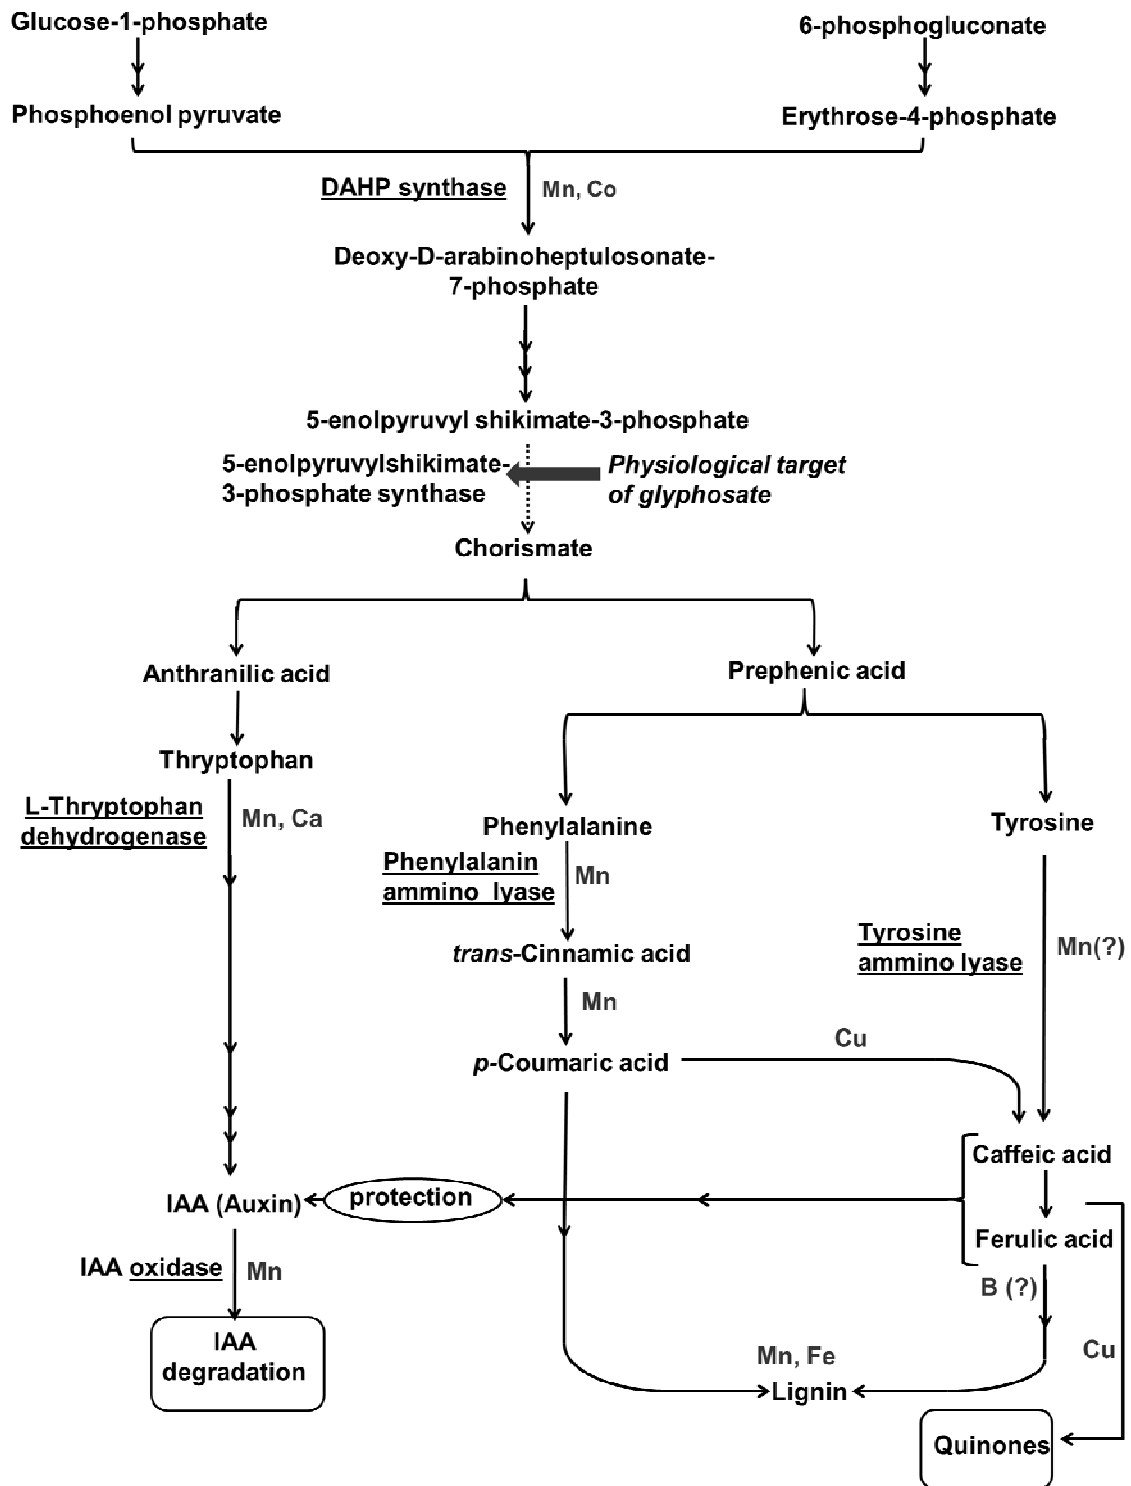 Glucose-1-phosphate
6-phosphogluconate
Phosphoenol pyruvate
Erythrose-4-phosphate
DAHP synthase
Mn, Co
Deoxy-D-arabinoheptulosonate-
7-phosphate
5-enolpyruvyl shikimate-3-phosphate
5-enolpyruvylshikimate-
3-phosphate synthase
Physiological target
of glyphosate
Chorismate
Anthranilic acid
Prephenic acid
Thryptophan
L-Thryptophan
dehydrogenase
Mn, Ca
Phenylalanine
Tyrosine
Phenylalanin
ammino lyase
Mn
Tyrosine
ammino lyase
Mn(?)
trans-Cinnamic acid
Mn
p-Coumaric acid
Cu
Caffeic acid
IAA (Auxin)
protection
Ferulic acid
IAA oxidase
Mn
B (?)
IAA
degradation
Mn, Fe
Cu
Lignin
Quinones